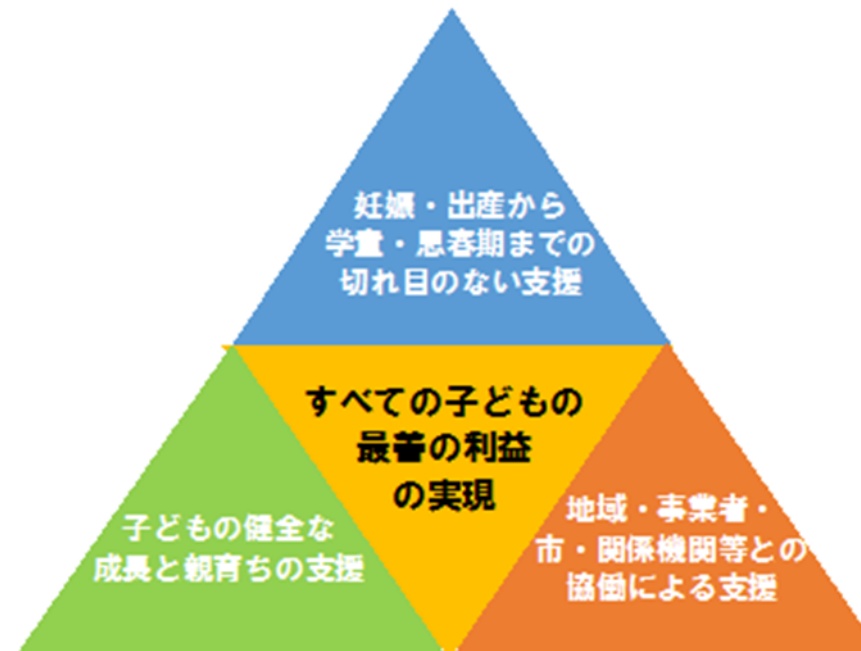 妊娠・出産から
学童・思春期までの
切れ目のない支援
すべての子どもの
最善の利益
の実現
子どもの健全な
成長と親育ちの支援
地域・事業者・
市・関係機関等との
協働による支援